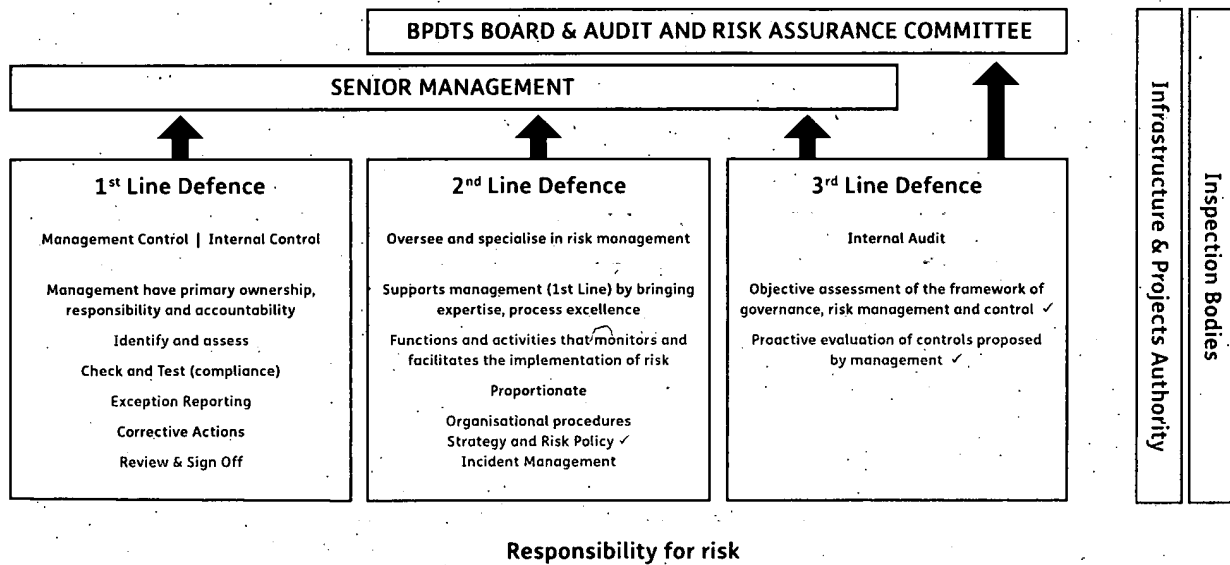 BPDTS BOARD & AUDIT AND RISK ASSURANCE COMMITTEE
SENIOR MANAGEMENT
1st Line Defence
Management Control | Internal Control
Management have primary ownership,
responsibility and accountability
Identify and assess
Check and Test (compliance)
Exception Reporting
Corrective Actions
Review & Sign Off
2nd Line Defence
Oversee and specialise in risk management
Supports management (1st Line) by bringing
expertise, process excellence
Functions and activities that monitors and
facilitates the implementation of risk
Proportionate
Organisational procedures
Strategy and Risk Policy ✓
Incident Management
3rd Line Defence
Internal Audit
Objective assessment of the framework of
governance, risk management and control ✓
Proactive evaluation of controls proposed
by management ✓
Infrastructure & Projects Authority
Inspection Bodies
Responsibility for risk